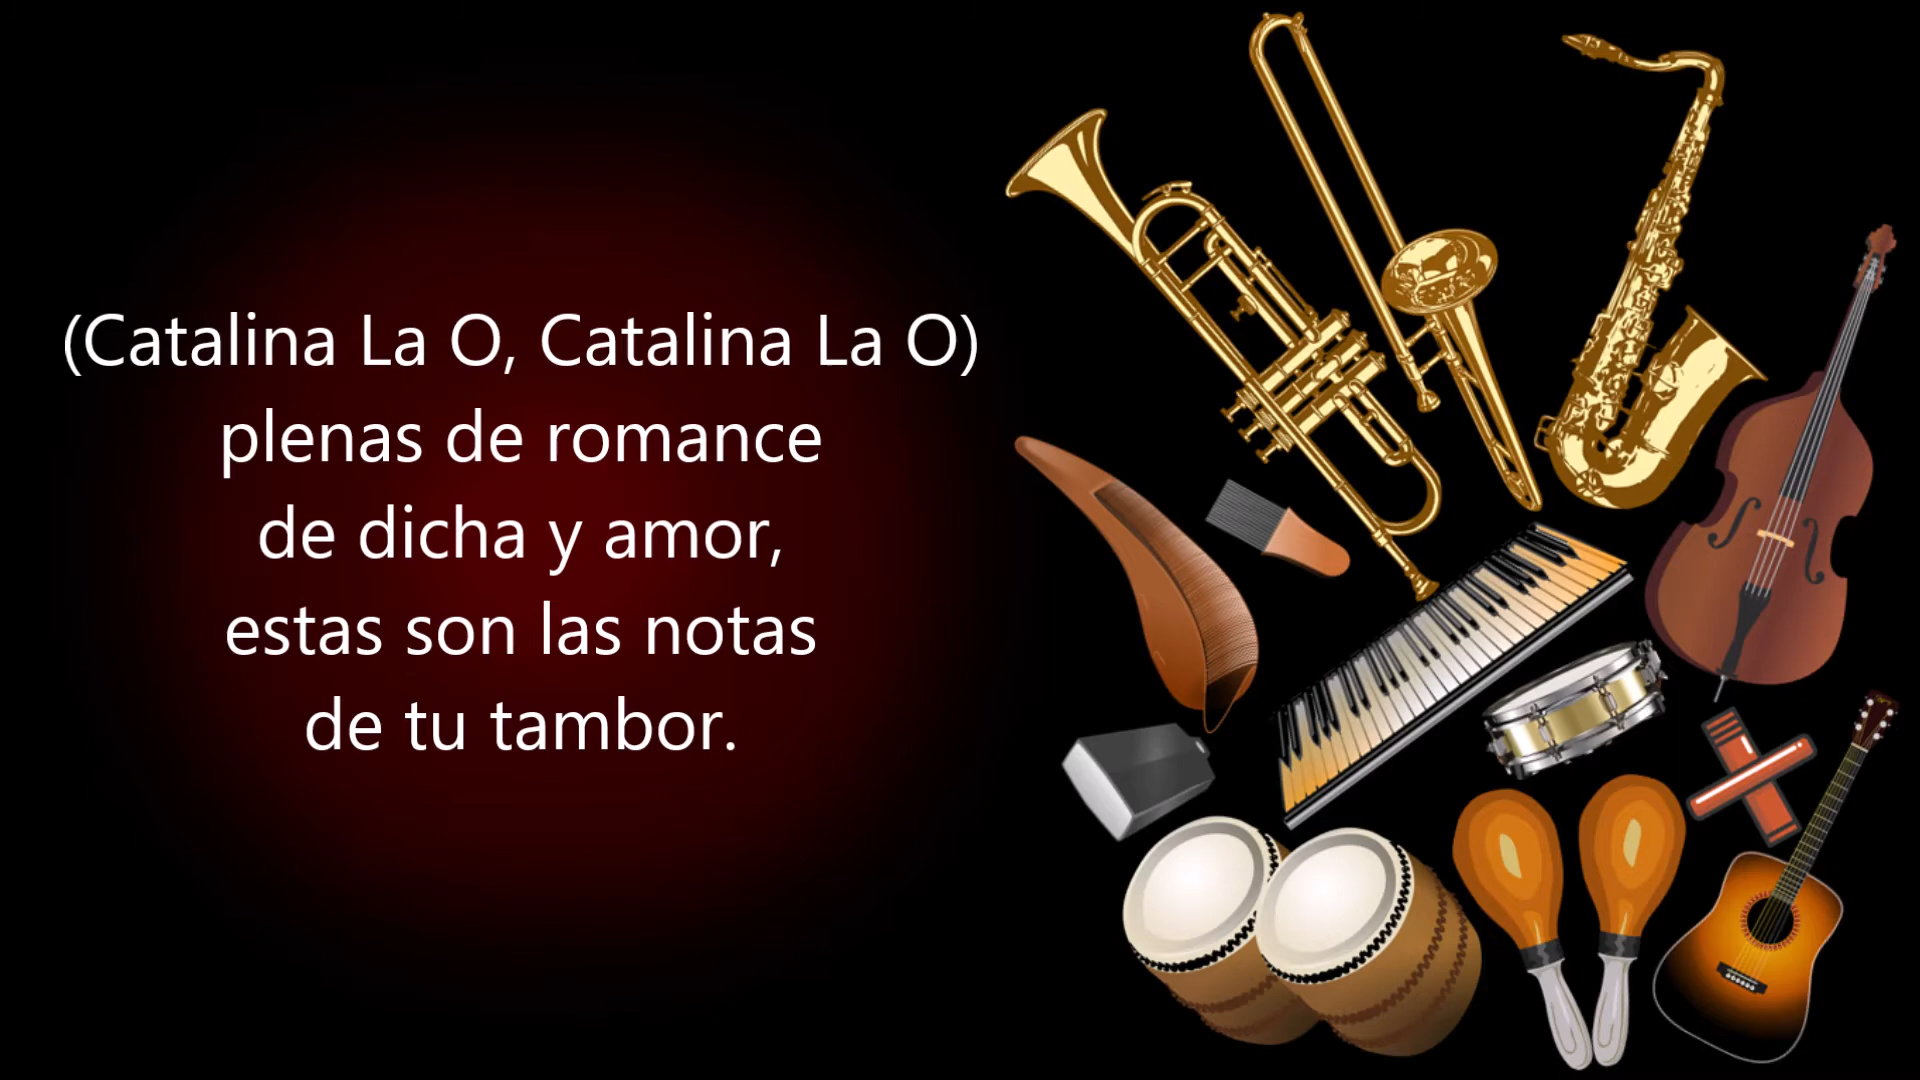 (Catalina La O, Catalina La O)
plenas de romance
de dicha y amor,
estas son las notas
de tu tambor.